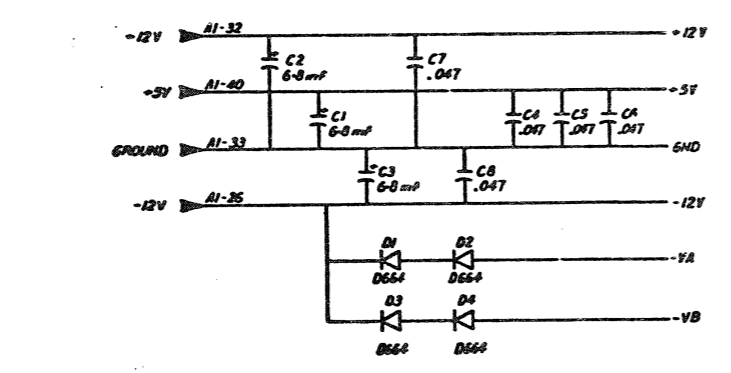 +12V A1-32 +12V
C2 6-8mf
C7 .047
+5V A1-40 +5V
C1 6-8mf
C4 .047
C5 .047
C6 .047
GROUND A1-33 GND
C3 6-8mf
C8 .047
-12V A1-25 -12V
D1 D2
D664 D664
-VA
D3 D4
-VB
D664 D664